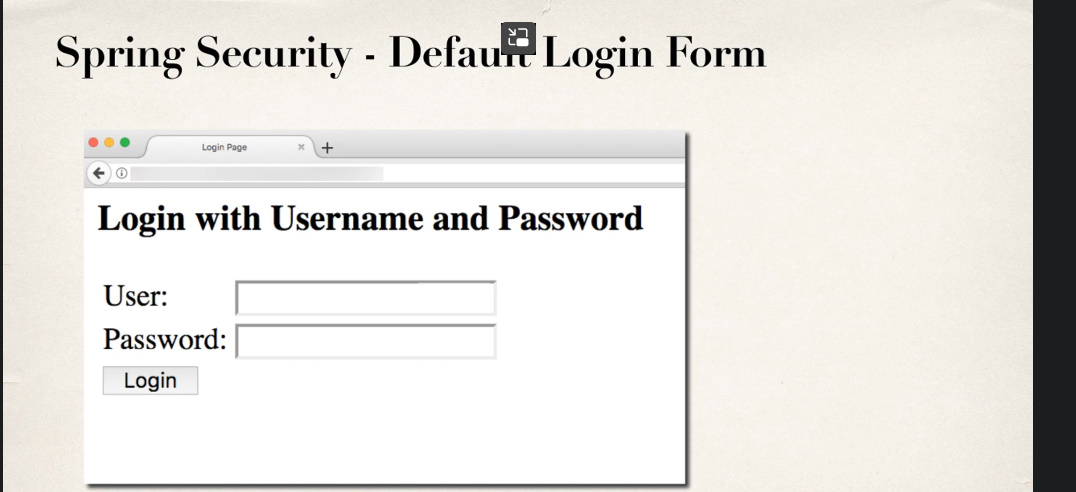 Spring Security - Default Login Form
Login Page
Login with Username and Password
User:
Password:
Login